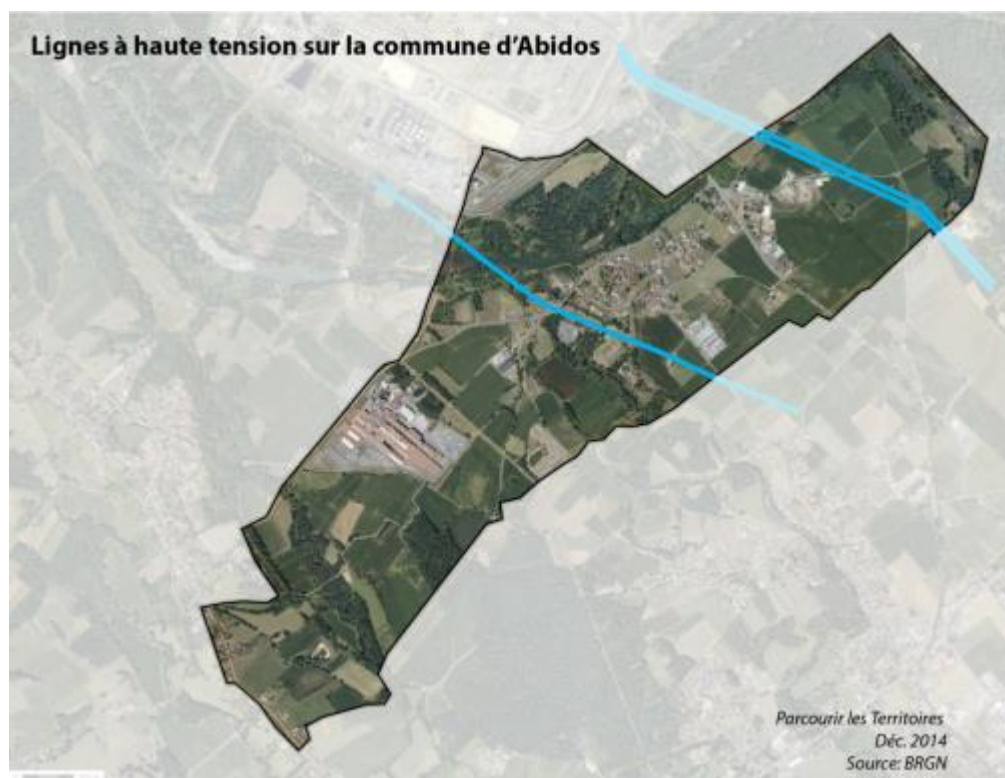 Lignes à haute tension sur la commune d'Abidos
Parcourir les Territoires
Déc. 2014
Source: BRGN